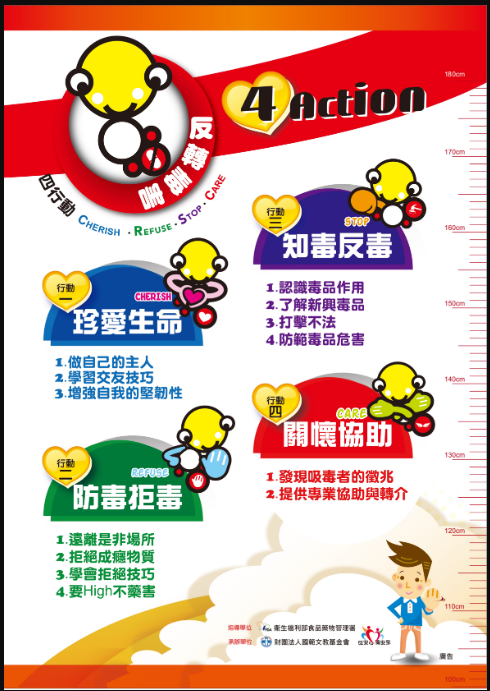 4 Action
反轉毒害
四行動 CHERISH · REFUSE · STOP · CARE
行動
一
CHERISH
珍愛生命
1.做自己的主人
2.學習交友技巧
3.增強自我的堅韌性
行動
二
REFUSE
防毒拒毒
1.遠離是非場所
2.拒絕成癮物質
3.學會拒絕技巧
4.要High不藥害
行動
三
STOP
知毒反毒
1.認識毒品作用
2.了解新興毒品
3.打擊不法
4.防範毒品危害
行動
四
CARE
關懷協助
1.發現吸毒者的徵兆
2.提供專業協助與轉介
180cm
170cm
160cm
150cm
140cm
130cm
120cm
110cm
100cm
指導單位 衛生福利部食品藥物管理署
承辦單位 財團法人國範文教基金會
廣告